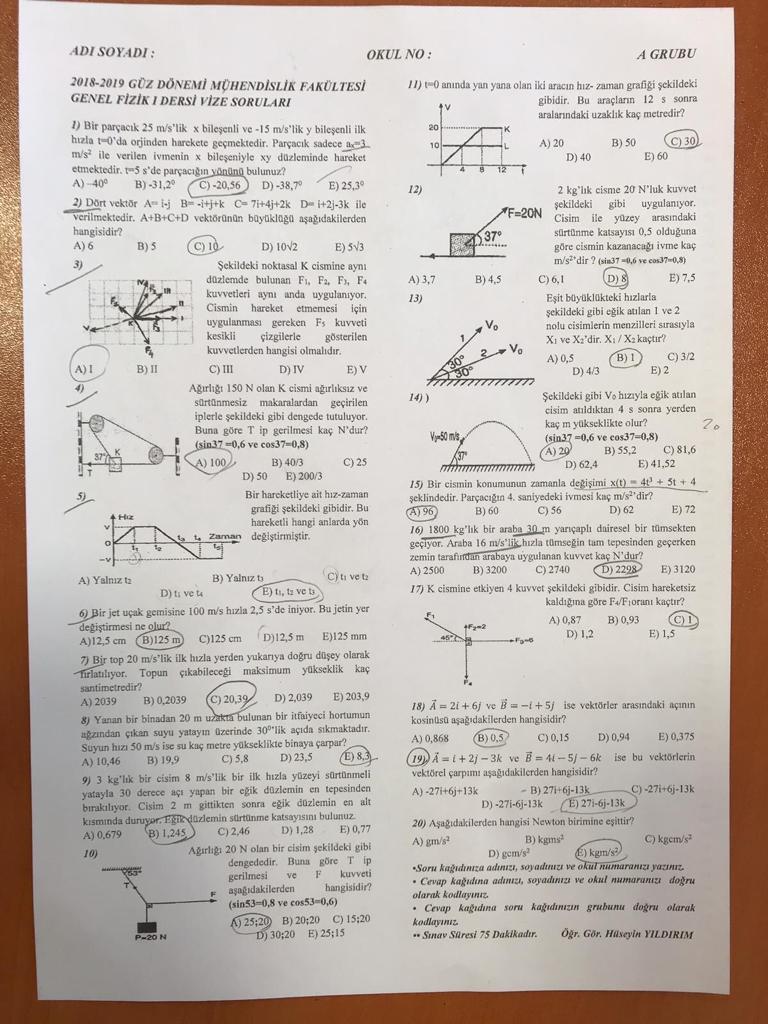 ADI SOYADI :
OKUL NO :
A GRUBU
2018-2019 GÜZ DÖNEMİ MÜHENDİSLİK FAKÜLTESİ
GENEL FİZİK I DERSİ VİZE SORULARI
1) Bir parçacık 25 m/s'lik x bileşenli ve -15 m/s'lik y bileşenli ilk
hızla t=0'da orjinden harekete geçmektedir. Parçacık sadece ax=3
m/s² ile verilen ivmenin x bileşeniyle xy düzleminde hareket
etmektedir. t=5 s'de parçacığın yönünü bulunuz?
A) -40⁰ B) -31,2⁰ C) -20,56 D) -38,7⁰ E) 25,3⁰
2) Dört vektör A= i-j B= -i+j+k C= 7i+4j+2k D= i+2j-3k ile
verilmektedir. A+B+C+D vektörünün büyüklüğü aşağıdakilerden
hangisidir?
A) 6 B) 5 C) 10 D) 10√2 E) 5√3
3) Şekildeki noktasal K cismine aynı
düzlemde bulunan F₁, F₂, F₃, F₄
kuvvetleri aynı anda uygulanıyor.
Cismin hareket etmemesi için
uygulanması gereken F₅ kuvveti
kesikli çizgilerle gösterilen
kuvvetlerden hangisi olmalıdır.
A) I B) II C) III D) IV E) V
4) Ağırlığı 150 N olan K cismi ağırlıksız ve
sürtünmesiz makaralardan geçirilen
iplerle şekildeki gibi dengede tutuluyor.
Buna göre T ip gerilmesi kaç N'dur?
(sin37 =0,6 ve cos37=0,8)
37° K
T
A) 100 B) 40/3 C) 25
D) 50 E) 200/3
5) Bir hareketliye ait hız-zaman
grafiği şekildeki gibidir. Bu
hareketli hangi anlarda yön
değiştirmiştir.
Hız
V
0
-V
t₁ t₂ t₃ t₄ t₅ Zaman
A) Yalnız t₂ B) Yalnız t₃ C) t₁ ve t₂
D) t₁ ve t₄ E) t₁, t₂ ve t₃
6) Bir jet uçak gemisine 100 m/s hızla 2,5 s'de iniyor. Bu jetin yer
değiştirmesi ne olur?
A)12,5 cm B)125 m C)125 cm D)12,5 m E)125 mm
7) Bir top 20 m/s'lik ilk hızla yerden yukarıya doğru düşey olarak
fırlatılıyor. Topun çıkabileceği maksimum yükseklik kaç
santimetredir?
A) 2039 B) 0,2039 C) 20,39 D) 2,039 E) 203,9
8) Yanan bir binadan 20 m uzakta bulunan bir itfaiyeci hortumun
ağzından çıkan suyu yatayın üzerinde 30⁰'lik açıda sıkmaktadır.
Suyun hızı 50 m/s ise su kaç metre yükseklikte binaya çarpar?
A) 10,46 B) 19,9 C) 5,8 D) 23,5 E) 8,3
9) 3 kg'lık bir cisim 8 m/s'lik bir ilk hızla yüzeyi sürtünmeli
yatayla 30 derece açı yapan bir eğik düzlemin en tepesinden
bırakılıyor. Cisim 2 m gittikten sonra eğik düzlemin en alt
kısmında duruyor. Eğik düzlemin sürtünme katsayısını bulunuz.
A) 0,679 B) 1,245 C) 2,46 D) 1,28 E) 0,77
10) Ağırlığı 20 N olan bir cisim şekildeki gibi
dengededir. Buna göre T ip
gerilmesi ve F kuvveti
aşağıdakilerden hangisidir?
(sin53=0,8 ve cos53=0,6)
53°
T
F
P=20 N
A) 25;20 B) 20;20 C) 15;20
D) 30;20 E) 25;15
11) t=0 anında yan yana olan iki aracın hız- zaman grafiği şekildeki
gibidir. Bu araçların 12 s sonra
aralarındaki uzaklık kaç metredir?
V
20 K
10 L
4 8 12 t
A) 20 B) 50 C) 30
D) 40 E) 60
12) 2 kg'lık cisme 20 N'luk kuvvet
şekildeki gibi uygulanıyor.
Cisim ile yüzey arasındaki
sürtünme katsayısı 0,5 olduğuna
göre cismin kazanacağı ivme kaç
m/s²'dir ? (sin37 =0,6 ve cos37=0,8)
F=20N
37°
A) 3,7 B) 4,5 C) 6,1 D) 8 E) 7,5
13) Eşit büyüklükteki hızlarla
şekildeki gibi eğik atılan 1 ve 2
nolu cisimlerin menzilleri sırasıyla
X₁ ve X₂'dir. X₁ / X₂ kaçtır?
1 V₀
2 V₀
30°
30°
A) 0,5 B) 1 C) 3/2
D) 4/3 E) 2
14) ) Şekildeki gibi V₀ hızıyla eğik atılan
cisim atıldıktan 4 s sonra yerden
kaç m yükseklikte olur?
(sin37 =0,6 ve cos37=0,8)
20
V₀=50 m/s
37°
A) 20 B) 55,2 C) 81,6
D) 62,4 E) 41,52
15) Bir cismin konumunun zamanla değişimi x(t) = 4t³ + 5t + 4
şeklindedir. Parçacığın 4. saniyedeki ivmesi kaç m/s²'dir?
A) 96 B) 60 C) 56 D) 62 E) 72
16) 1800 kg'lık bir araba 30 m yarıçaplı dairesel bir tümsekten
geçiyor. Araba 16 m/s'lik hızla tümseğin tam tepesinden geçerken
zemin tarafından arabaya uygulanan kuvvet kaç N'dur?
A) 2500 B) 3200 C) 2740 D) 2298 E) 3120
17) K cismine etkiyen 4 kuvvet şekildeki gibidir. Cisim hareketsiz
kaldığına göre F₄/F₁oranı kaçtır?
F₁
F₂=2
45°
F₃=6
F₄
A) 0,87 B) 0,93 C) 1
D) 1,2 E) 1,5
18) A⃗ = 2i + 6j ve B⃗ = −i + 5j ise vektörler arasındaki açının
kosinüsü aşağıdakilerden hangisidir?
A) 0,868 B) 0,5 C) 0,15 D) 0,94 E) 0,375
19) A⃗ = i + 2j − 3k ve B⃗ = 4i − 5j − 6k ise bu vektörlerin
vektörel çarpımı aşağıdakilerden hangisidir?
A) -27i+6j+13k B) 27i+6j-13k C) -27i+6j-13k
D) -27i-6j-13k E) 27i-6j-13k
20) Aşağıdakilerden hangisi Newton birimine eşittir?
A) gm/s² B) kgms² C) kgcm/s²
D) gcm/s² E) kgm/s²
•Soru kağıdınıza adınızı, soyadınızı ve okul numaranızı yazınız.
• Cevap kağıdına adınızı, soyadınızı ve okul numaranızı doğru
olarak kodlayınız.
• Cevap kağıdına soru kağıdınızın grubunu doğru olarak
kodlayınız.
•• Sınav Süresi 75 Dakikadır. Öğr. Gör. Hüseyin YILDIRIM